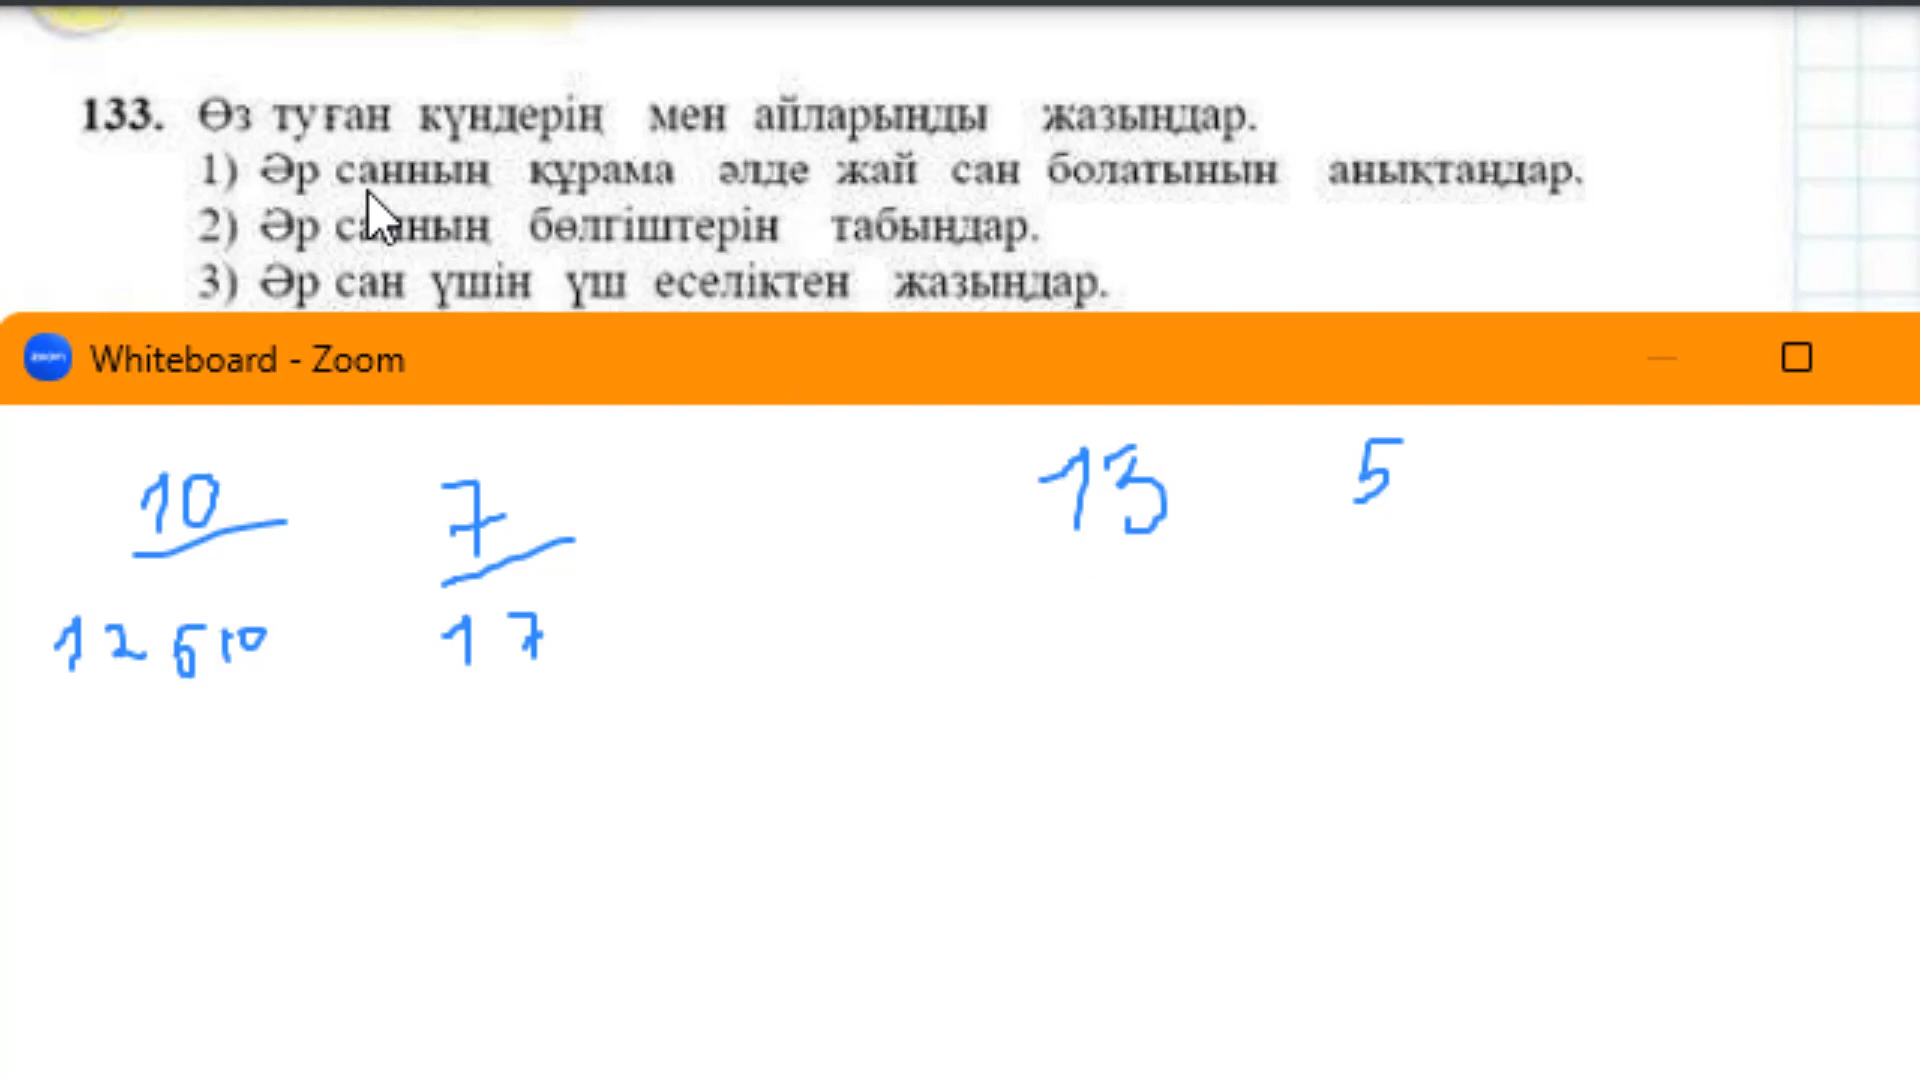 133. Өз туған күндерің мен айларыңды жазыңдар.
1) Әр санның құрама әлде жай сан болатынын анықтаңдар.
2) Әр санның бөлгіштерін табыңдар.
3) Әр сан үшін үш еселіктен жазыңдар.
zoom Whiteboard - Zoom
10 7 13 5
1 2 5 10 1 7